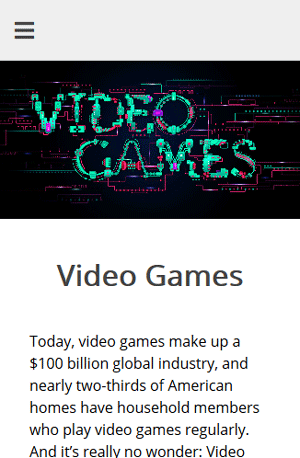 VIDEO
GAMES
Video Games
Today, video games make up a
$100 billion global industry, and
nearly two-thirds of American
homes have household members
who play video games regularly.
And it’s really no wonder: Video